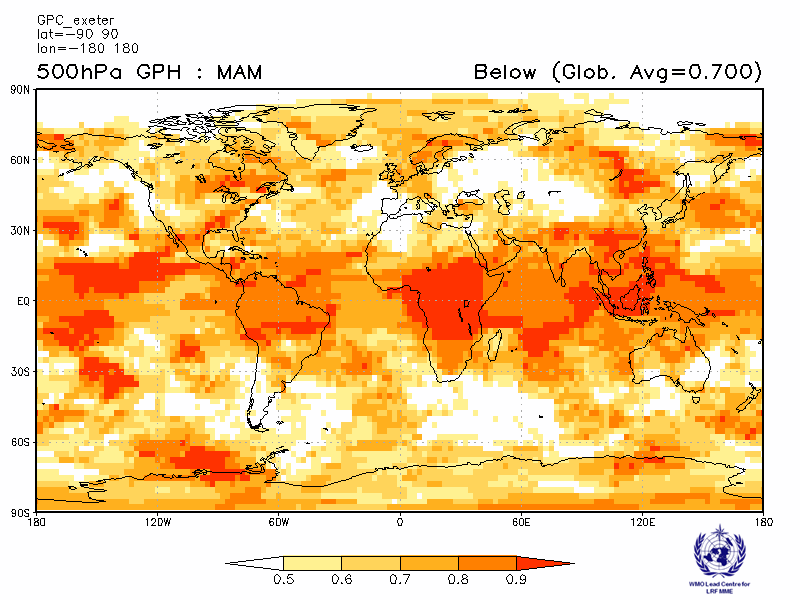 GPC_exeter
lat=-90 90
lon=-180 180
500hPa GPH : MAM Below (Glob. Avg=0.700)
90N
60N
30N
EQ
30S
60S
90S
180 120W 60W 0 60E 120E 180
0.5 0.6 0.7 0.8 0.9
WMO Lead Centre for
LRF MME